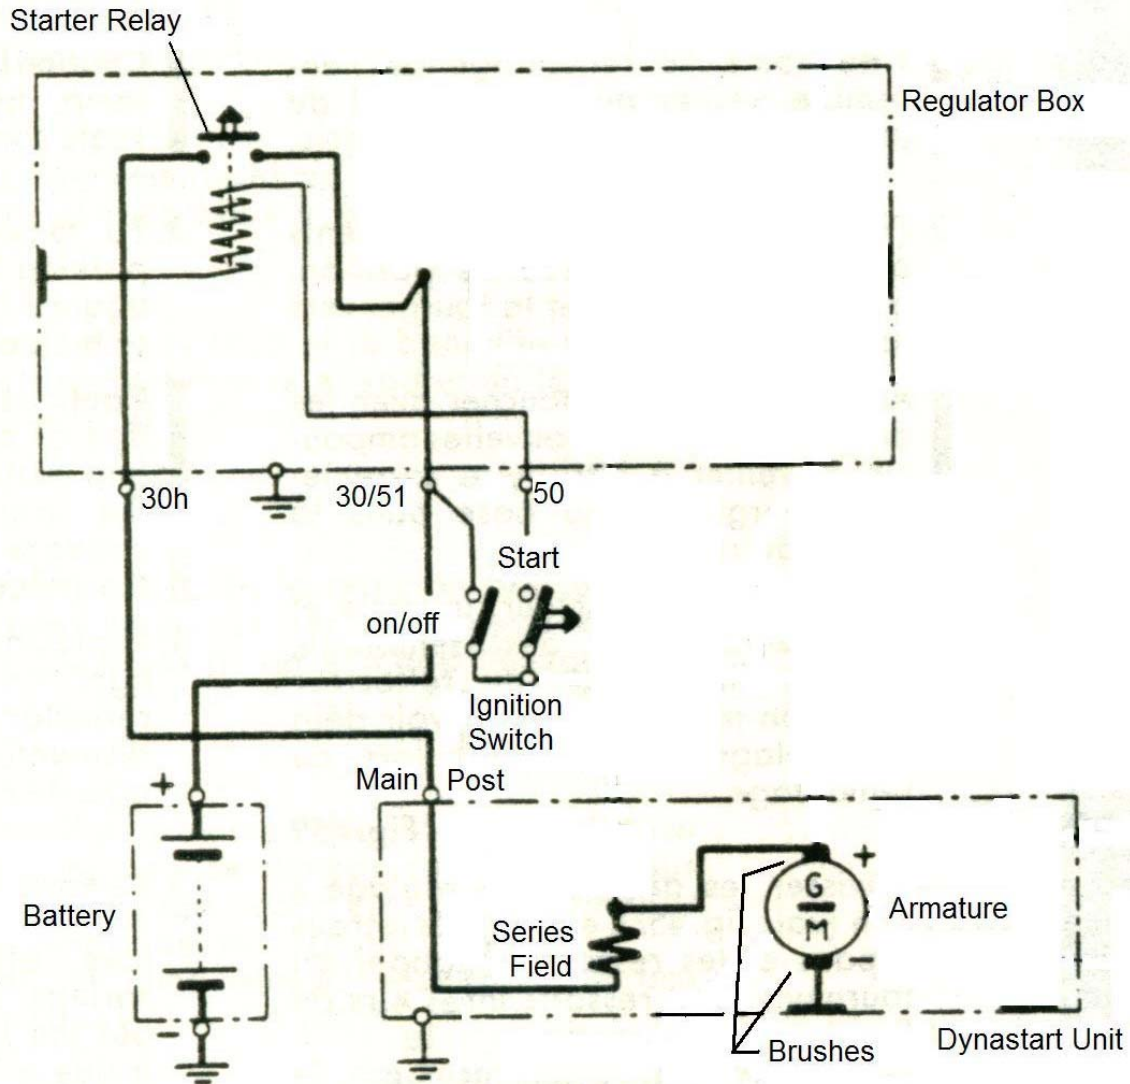 Starter Relay
Regulator Box
30h
30/51
50
Start
on/off
Ignition
Switch
Main Post
+
Battery
-
Series
Field
G
M
+
-
Armature
Brushes
Dynastart Unit